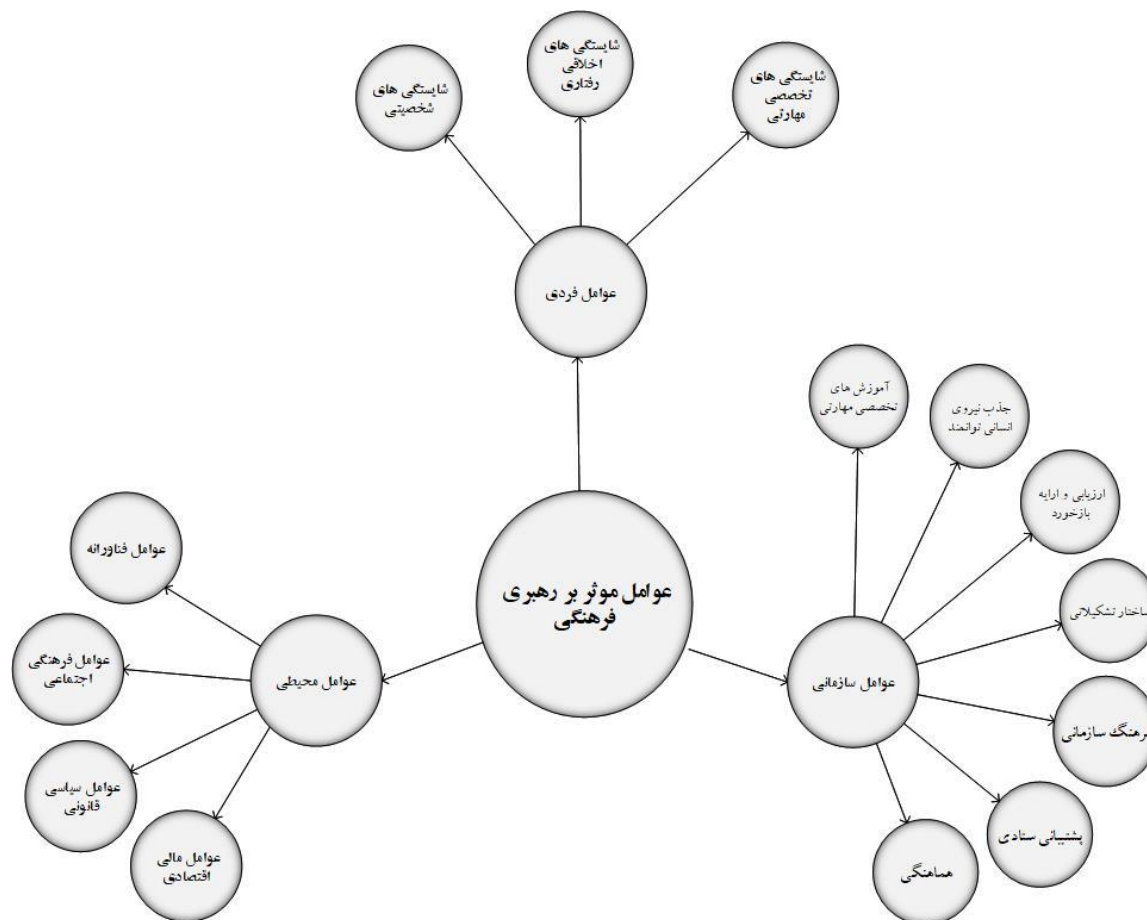 شایستگی های
اخلاقی
رفتاری
شایستگی های
تخصصی
مهارتی
شایستگی های
شخصیتی
عوامل فردی
آموزش های
تخصصی مهارتی
جذب نیروی
انسانی توانمند
ارزیابی و ارایه
بازخورد
ساختار تشکیلاتی
فرهنگ سازمانی
پشتیبانی ستادی
هماهنگی
عوامل سازمانی
عوامل موثر بر رهبری
فرهنگی
عوامل محیطی
عوامل فناورانه
عوامل فرهنگی
اجتماعی
عوامل سیاسی
قانونی
عوامل مالی
اقتصادی